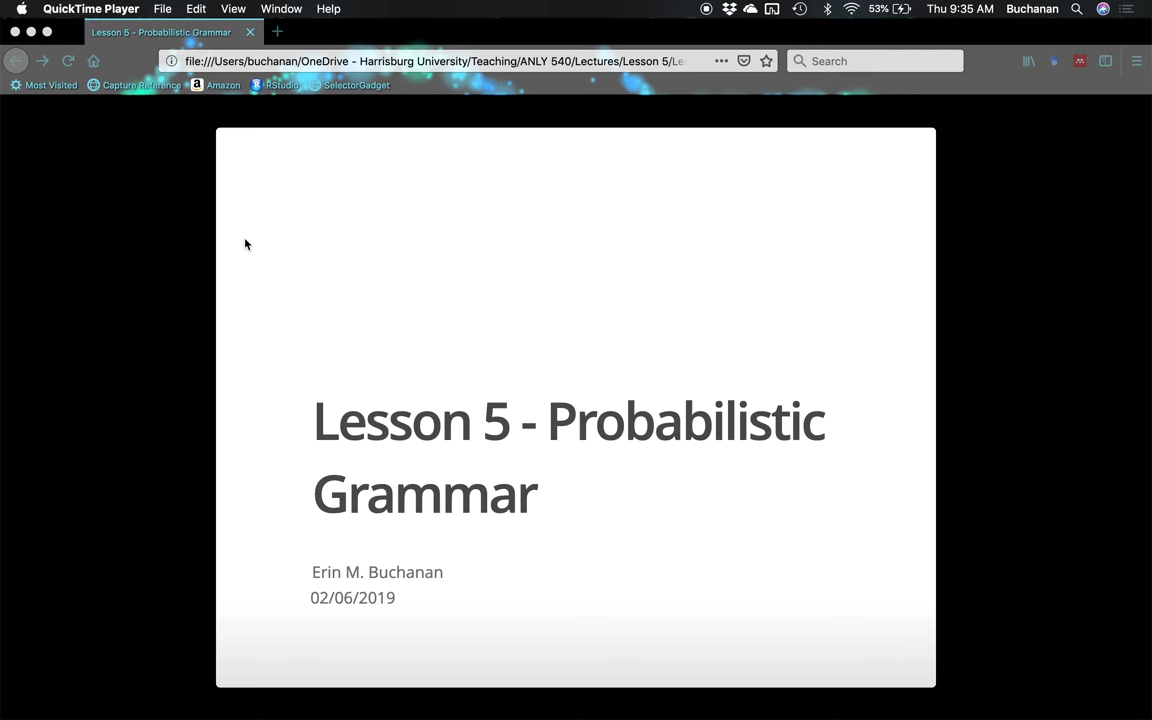 QuickTime Player File Edit View Window Help 53% Thu 9:35 AM Buchanan
Lesson 5 - Probabilistic Grammar
file:///Users/buchanan/OneDrive - Harrisburg University/Teaching/ANLY 540/Lectures/Lesson 5/Le
Search
Most Visited Capture Reference Amazon RStudio SelectorGadget
Lesson 5 - Probabilistic
Grammar
Erin M. Buchanan
02/06/2019